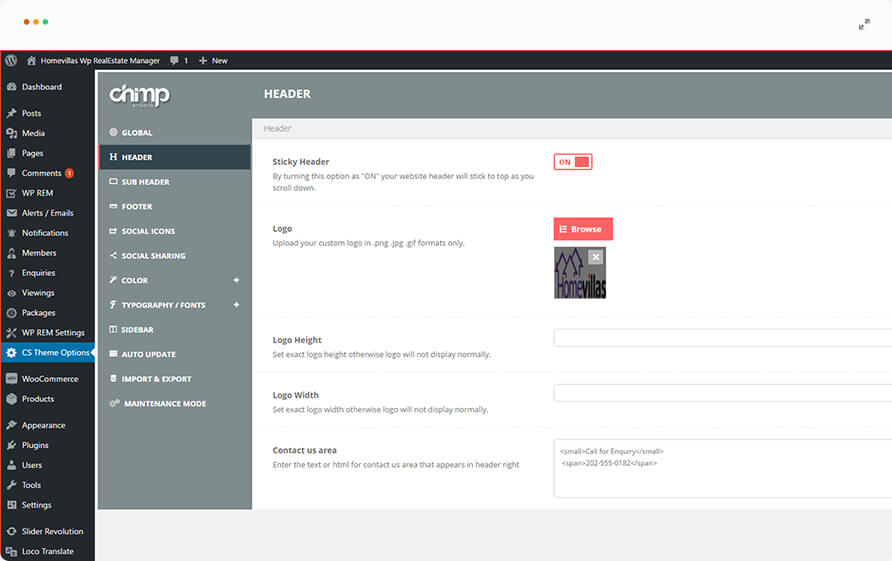 Homevillas Wp RealEstate Manager 1 New
Dashboard
Posts
Media
Pages
Comments 1
WP REM
Alerts / Emails
Notifications
Members
Enquiries
Viewings
Packages
WP REM Settings
CS Theme Options
WooCommerce
Products
Appearance
Plugins
Users
Tools
Settings
Slider Revolution
Loco Translate
chimp
STUDIO
GLOBAL
HEADER
SUB HEADER
FOOTER
SOCIAL ICONS
SOCIAL SHARING
COLOR +
TYPOGRAPHY / FONTS +
SIDEBAR
AUTO UPDATE
IMPORT & EXPORT
MAINTENANCE MODE
HEADER
Header
Sticky Header
By turning this option as "ON" your website header will stick to top as you
scroll down.
ON
Logo
Upload your custom logo in .png .jpg .gif formats only.
Browse
Homevillas
Logo Height
Set exact logo height otherwise logo will not display normally.
Logo Width
Set exact logo width otherwise logo will not display normally.
Contact us area
Enter the text or html for contact us area that appears in header right
<small>Call for Enquiry</small>
<span>202-555-0182</span>